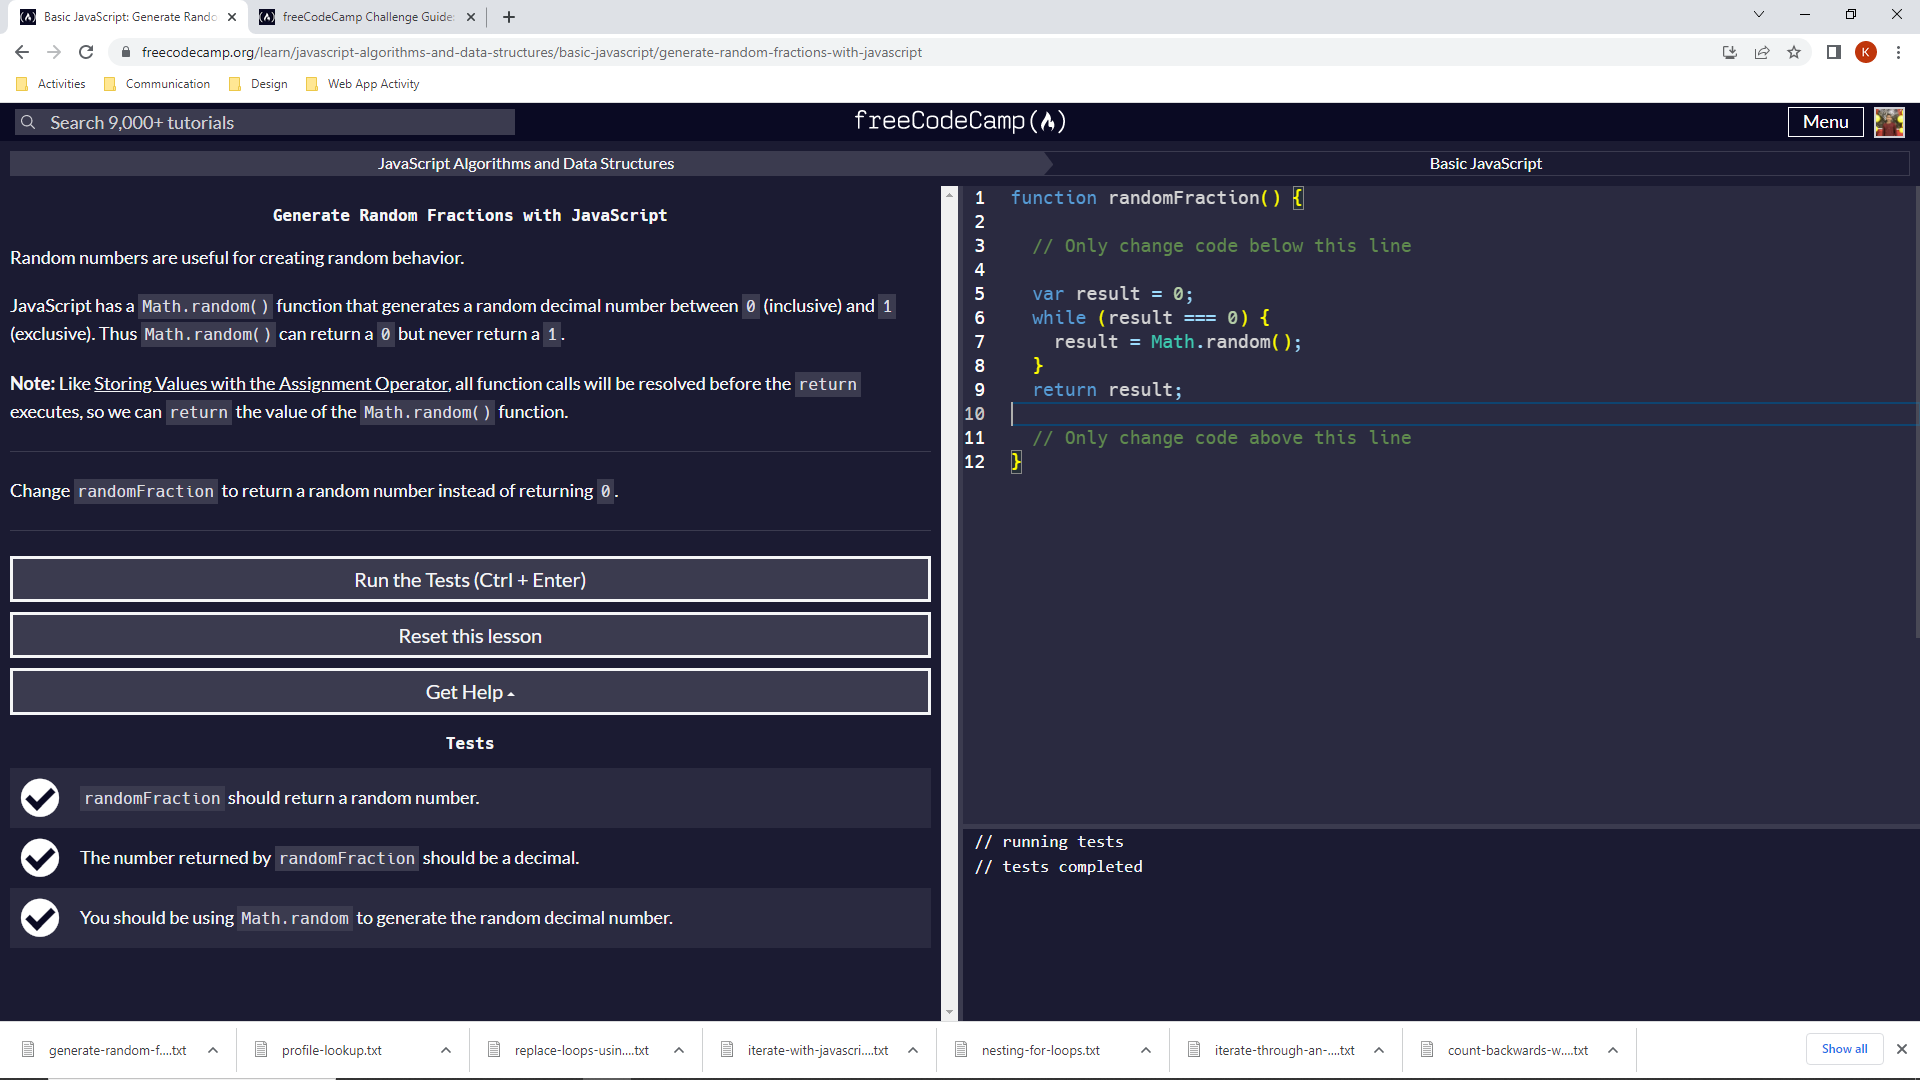 Basic JavaScript: Generate Rando
freeCodeCamp Challenge Guide:
freecodecamp.org/learn/javascript-algorithms-and-data-structures/basic-javascript/generate-random-fractions-with-javascript
K
Activities
Communication
Design
Web App Activity
Search 9,000+ tutorials
freeCodeCamp
Menu
JavaScript Algorithms and Data Structures
Basic JavaScript
Generate Random Fractions with JavaScript
Random numbers are useful for creating random behavior.
JavaScript has a Math.random() function that generates a random decimal number between 0 (inclusive) and 1
(exclusive). Thus Math.random() can return a 0 but never return a 1.
Note: Like Storing Values with the Assignment Operator, all function calls will be resolved before the return
executes, so we can return the value of the Math.random() function.
Change randomFraction to return a random number instead of returning 0.
Run the Tests (Ctrl + Enter)
Reset this lesson
Get Help
Tests
randomFraction should return a random number.
The number returned by randomFraction should be a decimal.
You should be using Math.random to generate the random decimal number.
1 function randomFraction() {
2
3 // Only change code below this line
4
5 var result = 0;
6 while (result === 0) {
7 result = Math.random();
8 }
9 return result;
10
11 // Only change code above this line
12 }
// running tests
// tests completed
generate-random-f....txt
profile-lookup.txt
replace-loops-usin....txt
iterate-with-javascri....txt
nesting-for-loops.txt
iterate-through-an-....txt
count-backwards-w....txt
Show all